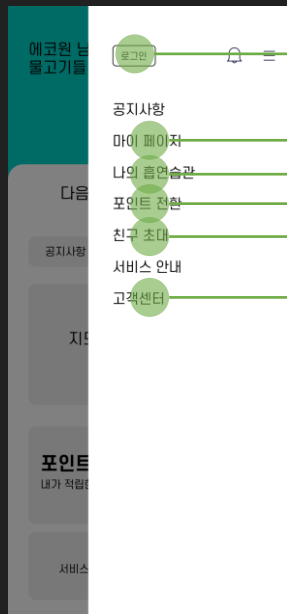 에코원 님
물고기들
로그인
공지사항
마이 페이지
나의 흡연습관
포인트 전환
친구 초대
서비스 안내
고객센터
다음
공지사항
포인트
내가 적립한
서비스